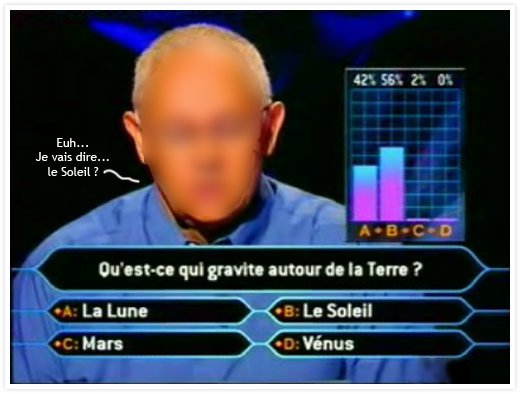 42% 56% 2% 0%
Euh...
Je vais dire...
le Soleil ?
A B C D
Qu'est-ce qui gravite autour de la Terre ?
A: La Lune
B: Le Soleil
C: Mars
D: Vénus